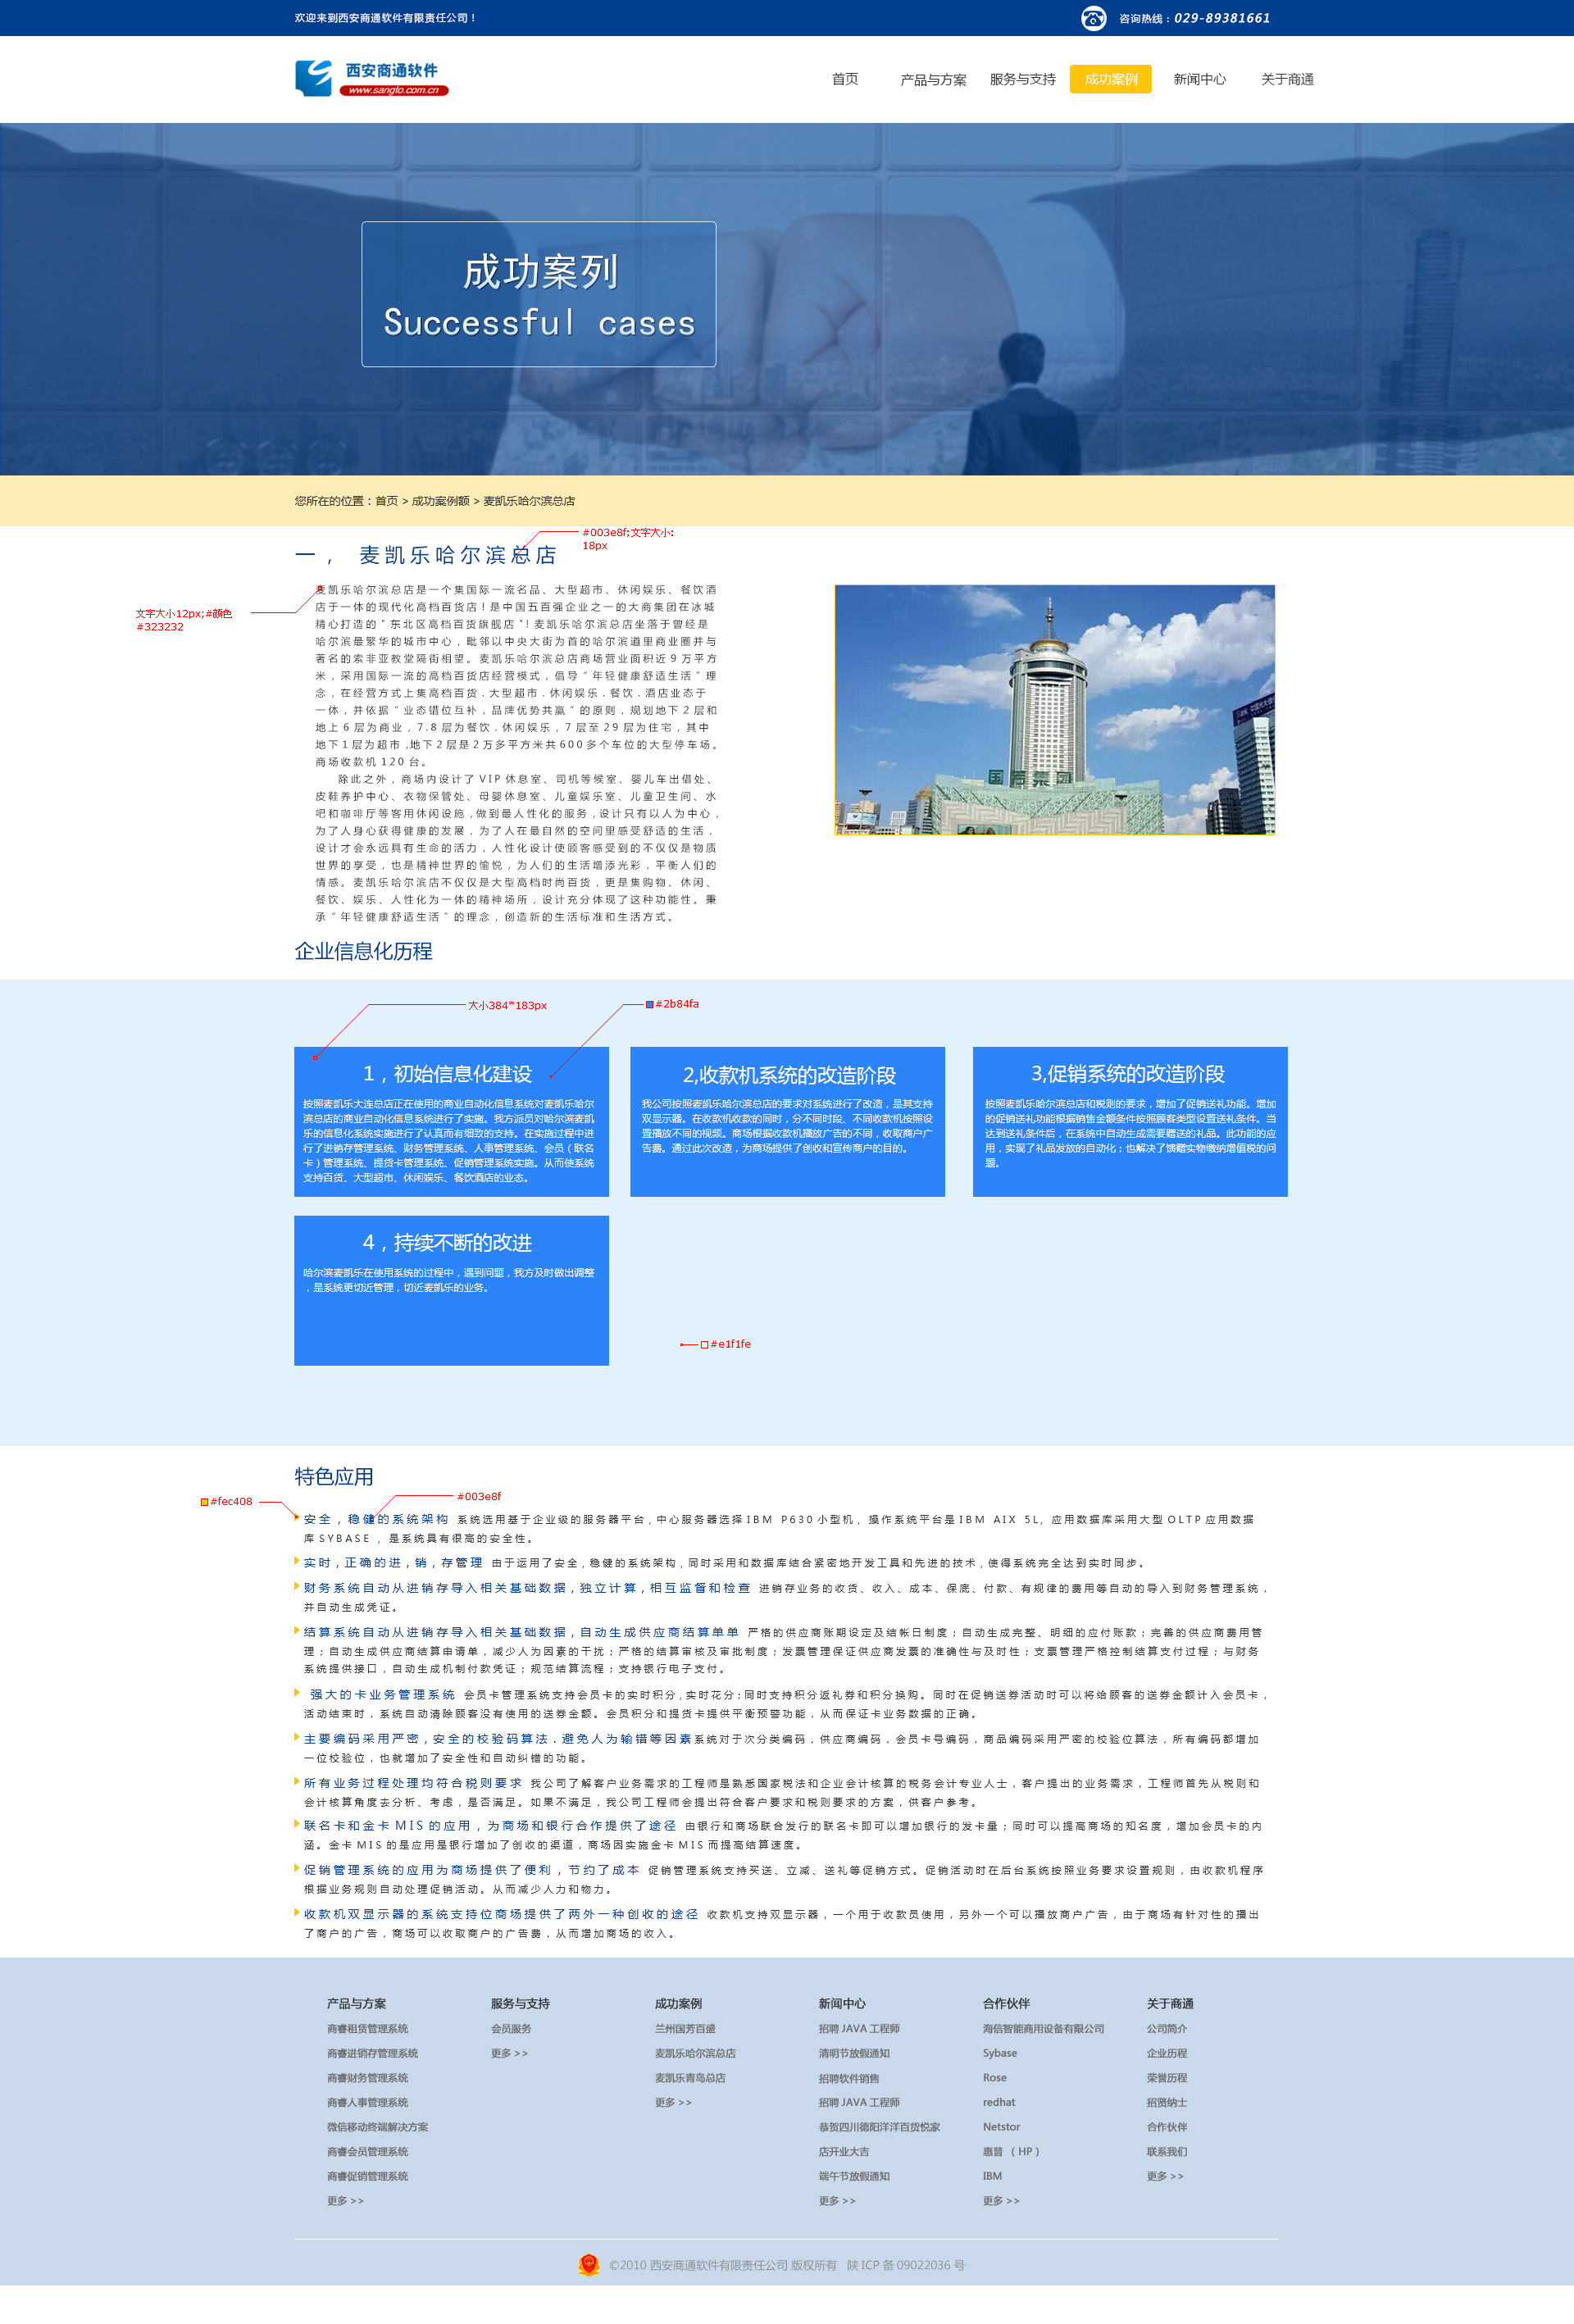 欢迎来到西安商通软件有限责任公司！
咨询热线：029-89381661
西安商通软件
www.sangto.com.cn
首页 产品与方案 服务与支持 成功案例 新闻中心 关于商通
成功案列
Successful cases
您所在的位置：首页 > 成功案例额 > 麦凯乐哈尔滨总店
#003e8f;文字大小:
18px
一， 麦凯乐哈尔滨总店
文字大小12px;#颜色
#323232
麦凯乐哈尔滨总店是一个集国际一流名品、大型超市、休闲娱乐、餐饮酒
店于一体的现代化高档百货店！是中国五百强企业之一的大商集团在冰城
精心打造的"东北区高档百货旗舰店"！麦凯乐哈尔滨总店坐落于曾经是
哈尔滨最繁华的城市中心，毗邻以中央大街为首的哈尔滨道里商业圈并与
著名的索非亚教堂隔街相望。麦凯乐哈尔滨总店商场营业面积近9万平方
米，采用国际一流的高档百货店经营模式，倡导"年轻健康舒适生活"理
念，在经营方式上集高档百货.大型超市.休闲娱乐.餐饮.酒店业态于
一体，并依据"业态错位互补，品牌优势共赢"的原则，规划地下2层和
地上6层为商业，7.8层为餐饮.休闲娱乐，7层至29层为住宅，其中
地下1层为超市,地下2层是2万多平方米共600多个车位的大型停车场。
商场收款机120台。
除此之外，商场内设计了VIP休息室、司机等候室、婴儿车出借处、
皮鞋养护中心、衣物保管处、母婴休息室、儿童娱乐室、儿童卫生间、水
吧和咖啡厅等客用休闲设施,做到最人性化的服务,设计只有以人为中心，
为了人身心获得健康的发展，为了人在最自然的空间里感受舒适的生活，
设计才会永远具有生命的活力，人性化设计使顾客感受到的不仅仅是物质
世界的享受，也是精神世界的愉悦，为人们的生活增添光彩，平衡人们的
情感。麦凯乐哈尔滨店不仅仅是大型高档时尚百货，更是集购物、休闲、
餐饮、娱乐、人性化为一体的精神场所，设计充分体现了这种功能性。秉
承"年轻健康舒适生活"的理念，创造新的生活标准和生活方式。
国芳集团
企业信息化历程
大小384*183px
#2b84fa
1，初始信息化建设
按照麦凯乐大连总店正在使用的商业自动化信息系统对麦凯乐哈尔
滨总店的商业自动化信息系统进行了实施。我方派员对哈尔滨麦凯
乐的信息化系统实施进行了认真而有细致的支持。在实施过程中进
行了进销存管理系统、财务管理系统、人事管理系统、会员（联名
卡）管理系统、提货卡管理系统、促销管理系统实施。从而使系统
支持百货、大型超市、休闲娱乐、餐饮酒店的业态。
2,收款机系统的改造阶段
我公司按照麦凯乐哈尔滨总店的要求对系统进行了改造，是其支持
双显示器。在收款机收款的同时，分不同时段、不同收款机按照设
置播放不同的视频。商场根据收款机播放广告的不同，收取商户广
告费。通过此次改造，为商场提供了创收和宣传商户的目的。
3,促销系统的改造阶段
按照麦凯乐哈尔滨总店和税则的要求，增加了促销送礼功能。增加
的促销送礼功能根据销售金额条件按照顾客类型设置送礼条件。当
达到送礼条件后，在系统中自动生成需要赠送的礼品。此功能的应
用，实现了礼品发放的自动化；也解决了馈赠实物缴纳增值税的问
题。
4，持续不断的改进
哈尔滨麦凯乐在使用系统的过程中，遇到问题，我方及时做出调整
，是系统更切近管理，切近麦凯乐的业务。
#e1f1fe
特色应用
#fec408
#003e8f
安全，稳健的系统架构 系统选用基于企业级的服务器平台,中心服务器选择IBM P630小型机，操作系统平台是IBM AIX 5L，应用数据库采用大型OLTP应用数据
库SYBASE，是系统具有很高的安全性。
实时,正确的进,销,存管理 由于运用了安全,稳健的系统架构,同时采用和数据库结合紧密地开发工具和先进的技术,使得系统完全达到实时同步。
财务系统自动从进销存导入相关基础数据,独立计算,相互监督和检查 进销存业务的收货、收入、成本、保底、付款、有规律的费用等自动的导入到财务管理系统，
并自动生成凭证。
结算系统自动从进销存导入相关基础数据,自动生成供应商结算单单 严格的供应商账期设定及结帐日制度；自动生成完整、明细的应付账款；完善的供应商费用管
理；自动生成供应商结算申请单，减少人为因素的干扰；严格的结算审核及审批制度；发票管理保证供应商发票的准确性与及时性；支票管理严格控制结算支付过程；与财务
系统提供接口，自动生成机制付款凭证；规范结算流程；支持银行电子支付。
强大的卡业务管理系统 会员卡管理系统支持会员卡的实时积分,实时花分;同时支持积分返礼券和积分换购。同时在促销送券活动时可以将给顾客的送券金额计入会员卡，
活动结束时，系统自动清除顾客没有使用的送券金额。会员积分和提货卡提供平衡预警功能，从而保证卡业务数据的正确。
主要编码采用严密,安全的校验码算法.避免人为输错等因素系统对于次分类编码，供应商编码，会员卡号编码，商品编码采用严密的校验位算法，所有编码都增加
一位校验位，也就增加了安全性和自动纠错的功能。
所有业务过程处理均符合税则要求 我公司了解客户业务需求的工程师是熟悉国家税法和企业会计核算的税务会计专业人士，客户提出的业务需求，工程师首先从税则和
会计核算角度去分析、考虑，是否满足。如果不满足，我公司工程师会提出符合客户要求和税则要求的方案，供客户参考。
联名卡和金卡MIS的应用，为商场和银行合作提供了途径 由银行和商场联合发行的联名卡即可以增加银行的发卡量；同时可以提高商场的知名度，增加会员卡的内
涵。金卡MIS的是应用是银行增加了创收的渠道，商场因实施金卡MIS而提高结算速度。
促销管理系统的应用为商场提供了便利，节约了成本 促销管理系统支持买送、立减、送礼等促销方式。促销活动时在后台系统按照业务要求设置规则，由收款机程序
根据业务规则自动处理促销活动。从而减少人力和物力。
收款机双显示器的系统支持位商场提供了两外一种创收的途径 收款机支持双显示器，一个用于收款员使用，另外一个可以播放商户广告，由于商场有针对性的播出
了商户的广告，商场可以收取商户的广告费，从而增加商场的收入。
产品与方案
商睿租赁管理系统
商睿进销存管理系统
商睿财务管理系统
商睿人事管理系统
微信移动终端解决方案
商睿会员管理系统
商睿促销管理系统
更多 >>
服务与支持
会员服务
更多 >>
成功案例
兰州国芳百盛
麦凯乐哈尔滨总店
麦凯乐青岛总店
更多 >>
新闻中心
招聘 JAVA 工程师
清明节放假通知
招聘软件销售
招聘 JAVA 工程师
恭贺四川德阳洋洋百货悦家
店开业大吉
端午节放假通知
更多 >>
合作伙伴
海信智能商用设备有限公司
Sybase
Rose
redhat
Netstor
惠普 （ HP ）
IBM
更多 >>
关于商通
公司简介
企业历程
荣誉历程
招贤纳士
合作伙伴
联系我们
更多 >>
©2010 西安商通软件有限责任公司 版权所有 陕 ICP 备 09022036 号